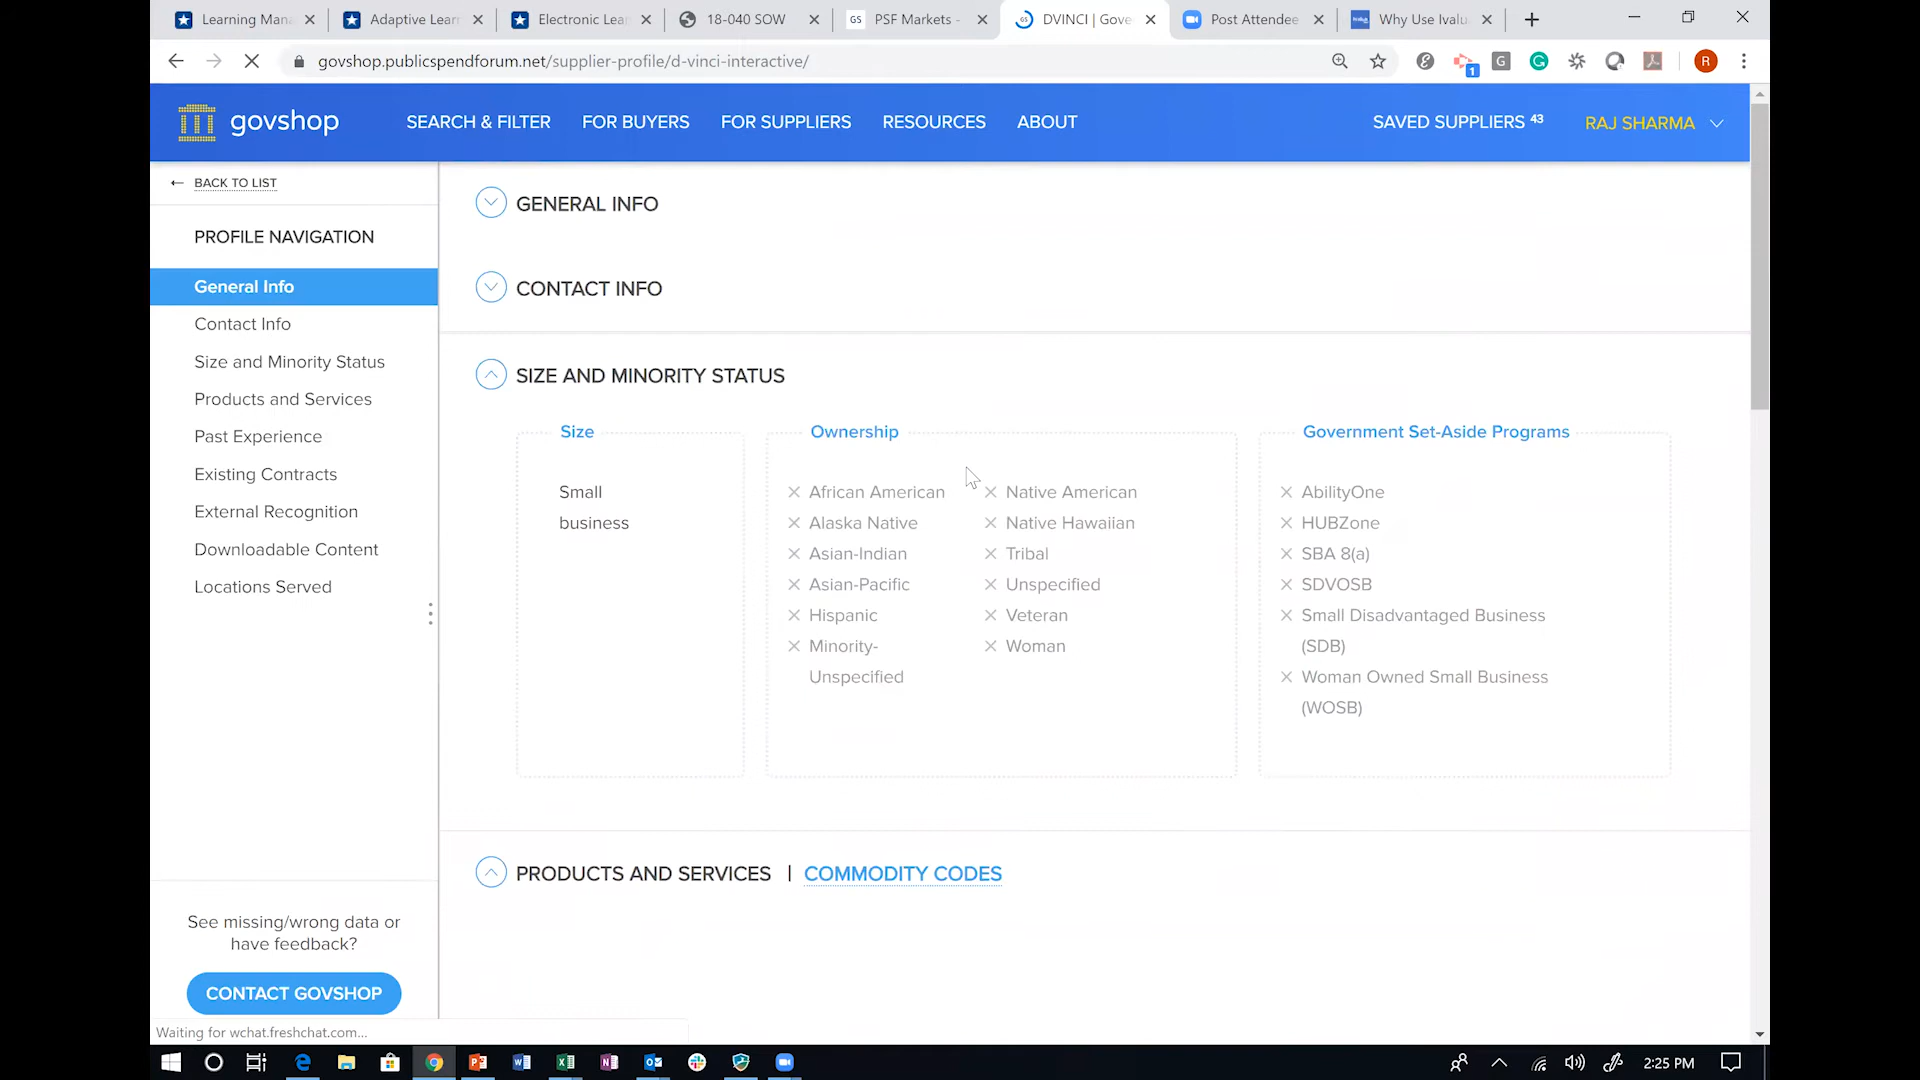 Learning Mana
Adaptive Lear
Electronic Lea
18-040 SOW
GS PSF Markets -
DVINCI | Gove
Post Attendee
Why Use Ivalu
govshop.publicspendforum.net/supplier-profile/d-vinci-interactive/
1
G
R
govshop
SEARCH & FILTER
FOR BUYERS
FOR SUPPLIERS
RESOURCES
ABOUT
SAVED SUPPLIERS 43
RAJ SHARMA
← BACK TO LIST
PROFILE NAVIGATION
General Info
Contact Info
Size and Minority Status
Products and Services
Past Experience
Existing Contracts
External Recognition
Downloadable Content
Locations Served
See missing/wrong data or
have feedback?
CONTACT GOVSHOP
Waiting for wchat.freshchat.com...
GENERAL INFO
CONTACT INFO
SIZE AND MINORITY STATUS
Size
Small
business
Ownership
African American
Alaska Native
Asian-Indian
Asian-Pacific
Hispanic
Minority-
Unspecified
Native American
Native Hawaiian
Tribal
Unspecified
Veteran
Woman
Government Set-Aside Programs
AbilityOne
HUBZone
SBA 8(a)
SDVOSB
Small Disadvantaged Business
(SDB)
Woman Owned Small Business
(WOSB)
PRODUCTS AND SERVICES | COMMODITY CODES
2:25 PM